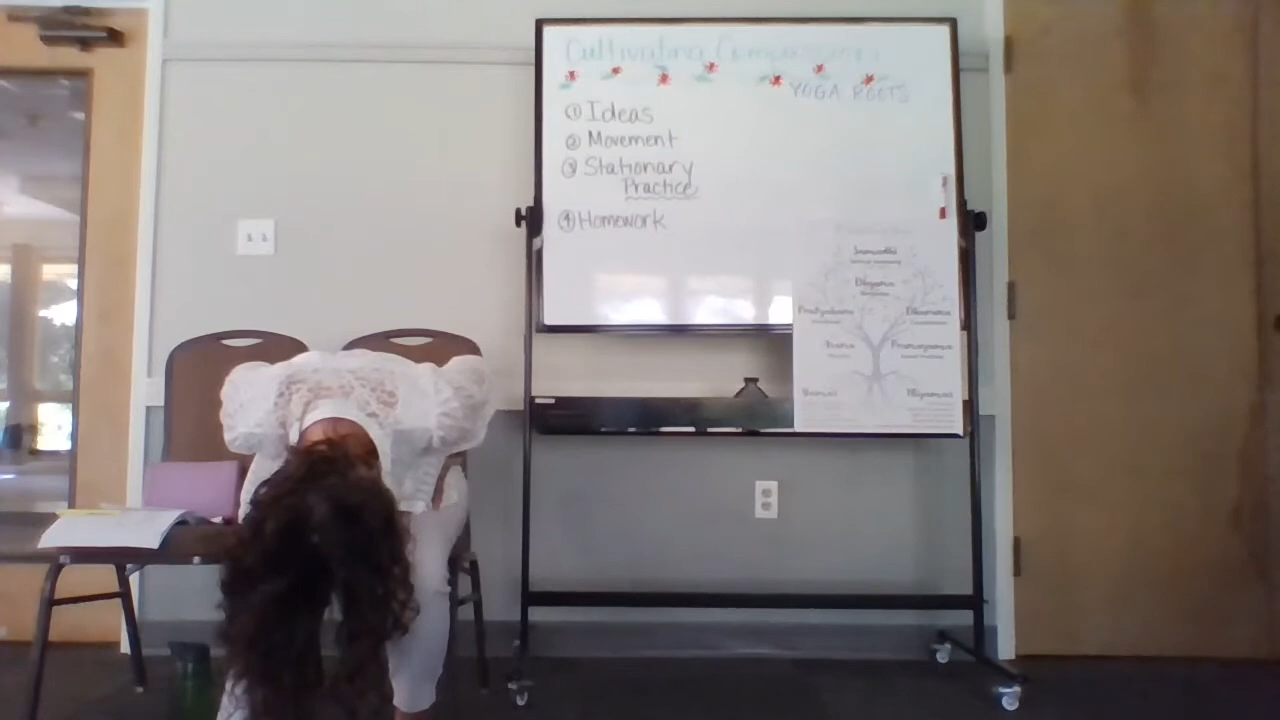 Cultivating Compassion
YOGA ROOTS
① Ideas
② Movement
③ Stationary
Practice
④ Homework
Samadhi
Dhyana
Pratyahara
Dharana
Asana
Pranayama
Yamas
Niyamas